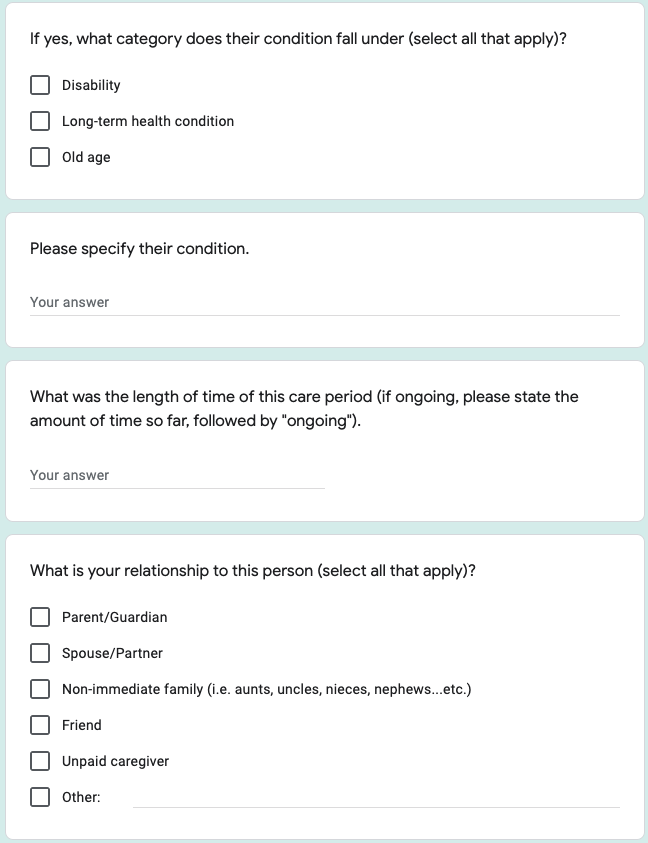 If yes, what category does their condition fall under (select all that apply)?
Disability
Long-term health condition
Old age
Please specify their condition.
Your answer
What was the length of time of this care period (if ongoing, please state the
amount of time so far, followed by "ongoing").
Your answer
What is your relationship to this person (select all that apply)?
Parent/Guardian
Spouse/Partner
Non-immediate family (i.e. aunts, uncles, nieces, nephews...etc.)
Friend
Unpaid caregiver
Other: